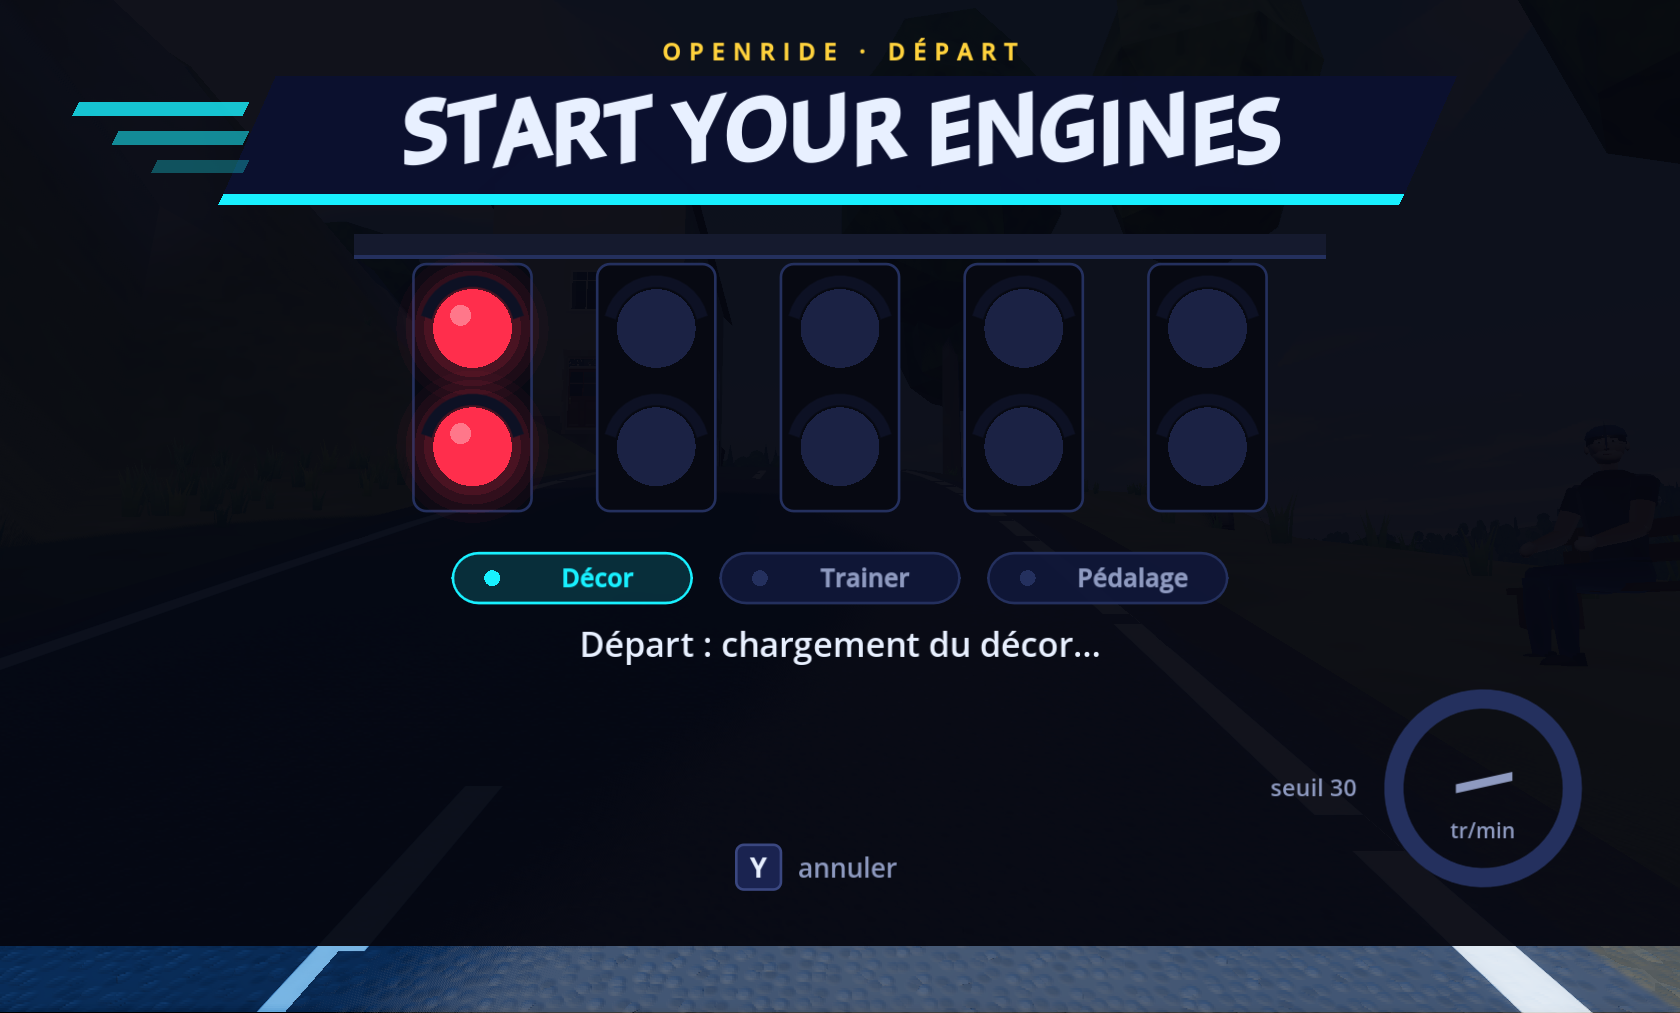 OPENRIDE · DÉPART
START YOUR ENGINES
Décor
Trainer
Pédalage
Départ : chargement du décor...
seuil 30
—
tr/min
Y annuler